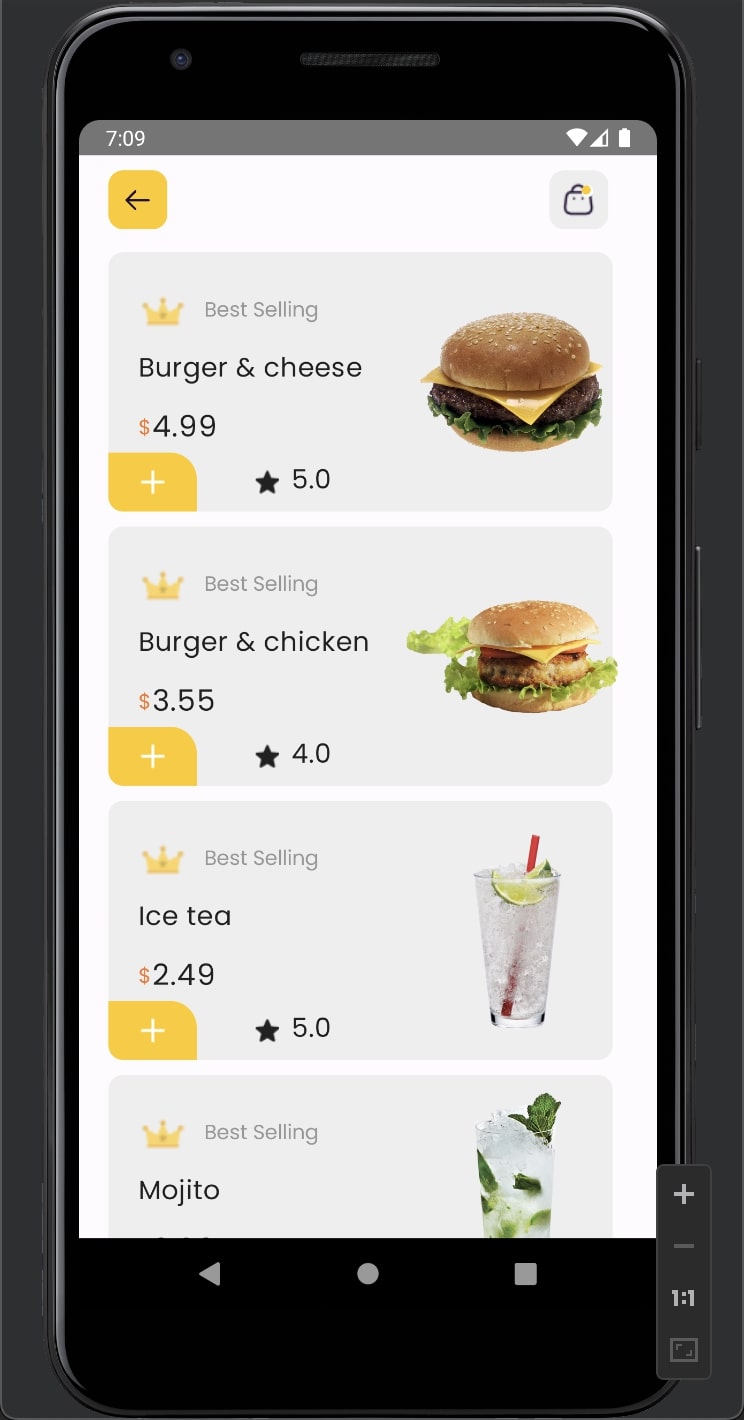 7:09
Best Selling
Burger & cheese
$4.99
+
5.0
Best Selling
Burger & chicken
$3.55
+
4.0
Best Selling
Ice tea
$2.49
+
5.0
Best Selling
Mojito
1:1